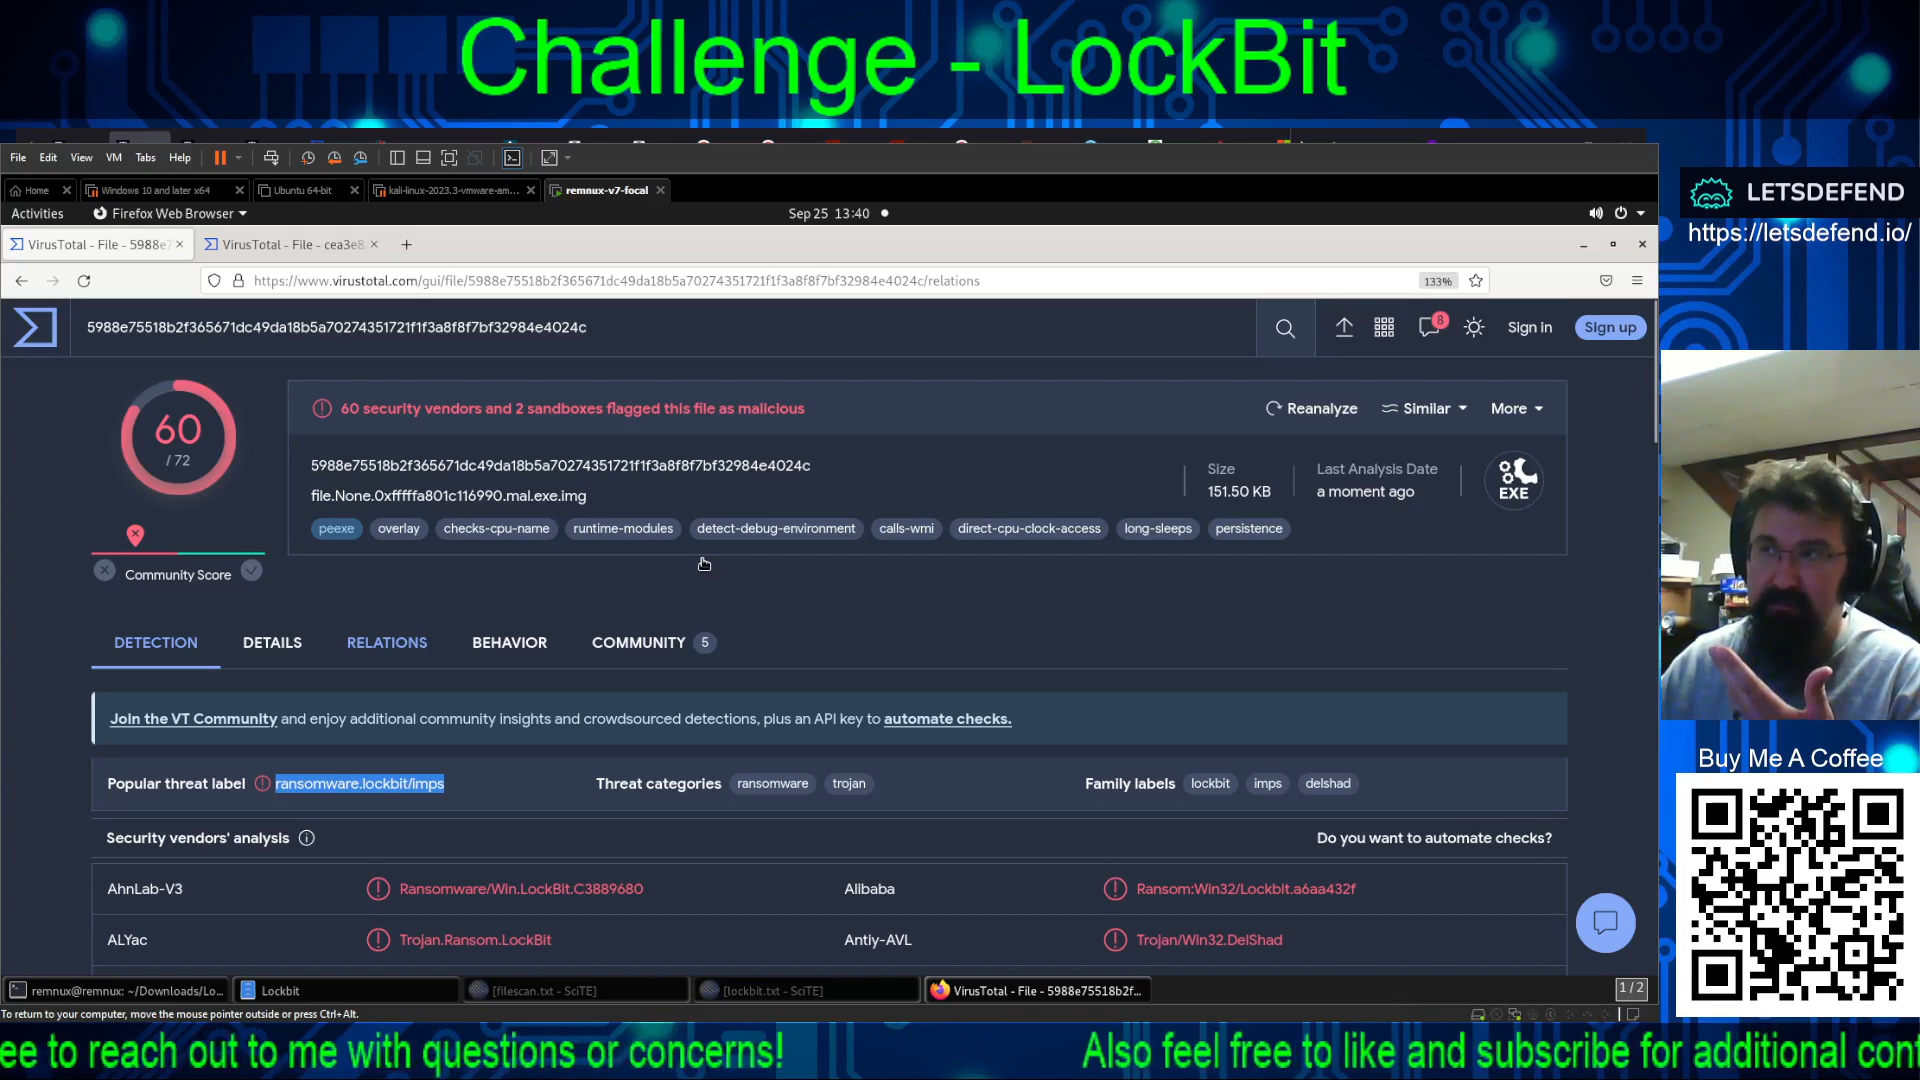 Challenge - LockBit
File Edit View VM Tabs Help
Home Windows 10 and later x64 Ubuntu 64-bit kali-linux-2023.3-vmware-am... remnux-v7-focal
Activities Firefox Web Browser Sep 25 13:40
LETSDEFEND
https://letsdefend.io/
VirusTotal - File - 5988e7 VirusTotal - File - cea3e8
https://www.virustotal.com/gui/file/5988e75518b2f365671dc49da18b5a70274351721f1f3a8f8f7bf32984e4024c/relations 133%
5988e75518b2f365671dc49da18b5a70274351721f1f3a8f8f7bf32984e4024c 8 Sign in Sign up
60
/ 72
Community Score
60 security vendors and 2 sandboxes flagged this file as malicious Reanalyze Similar More
5988e75518b2f365671dc49da18b5a70274351721f1f3a8f8f7bf32984e4024c
file.None.0xfffffa801c116990.mal.exe.img
Size
151.50 KB
Last Analysis Date
a moment ago
EXE
peexe overlay checks-cpu-name runtime-modules detect-debug-environment calls-wmi direct-cpu-clock-access long-sleeps persistence
DETECTION DETAILS RELATIONS BEHAVIOR COMMUNITY 5
Join the VT Community and enjoy additional community insights and crowdsourced detections, plus an API key to automate checks.
Popular threat label ransomware.lockbit/imps Threat categories ransomware trojan Family labels lockbit imps delshad
Security vendors' analysis Do you want to automate checks?
AhnLab-V3 Ransomware/Win.LockBit.C3889680 Alibaba Ransom:Win32/Lockbit.a6aa432f
ALYac Trojan.Ransom.LockBit Antiy-AVL Trojan/Win32.DelShad
Buy Me A Coffee
remnux@remnux: ~/Downloads/Lo... Lockbit [filescan.txt - SciTE] [lockbit.txt - SciTE] VirusTotal - File - 5988e75518b2f... 1 / 2
To return to your computer, move the mouse pointer outside or press Ctrl+Alt.
ee to reach out to me with questions or concerns! Also feel free to like and subscribe for additional con